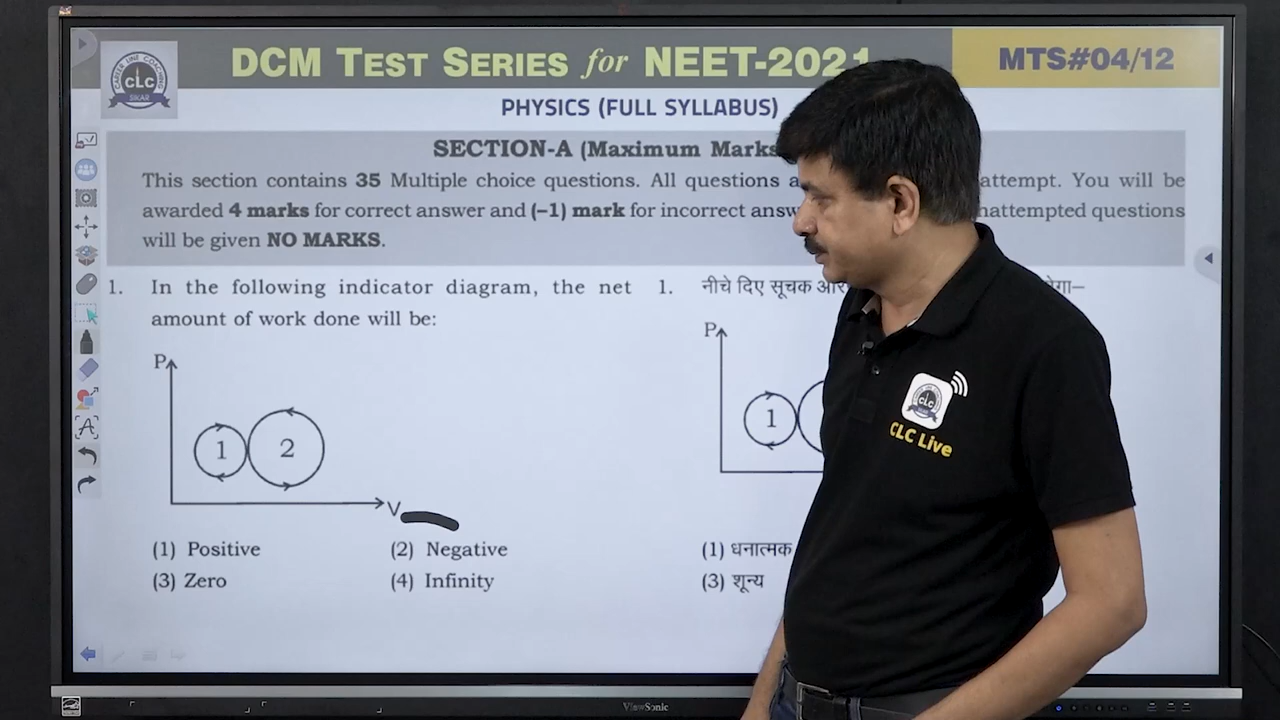 DCM TEST SERIES for NEET-2021
MTS#04/12
CAREER LINE COACHING
CLC
SIKAR
PHYSICS (FULL SYLLABUS)
SECTION-A (Maximum Marks
This section contains 35 Multiple choice questions. All questions a attempt. You will be
awarded 4 marks for correct answer and (–1) mark for incorrect answ nattempted questions
will be given NO MARKS.
1. In the following indicator diagram, the net
amount of work done will be:
P
1
2
V
(1) Positive (2) Negative
(3) Zero (4) Infinity
1. नीचे दिए सूचक
P
1
(1) धनात्मक
(3) शून्य
CLC
CLC Live
A
ViewSonic